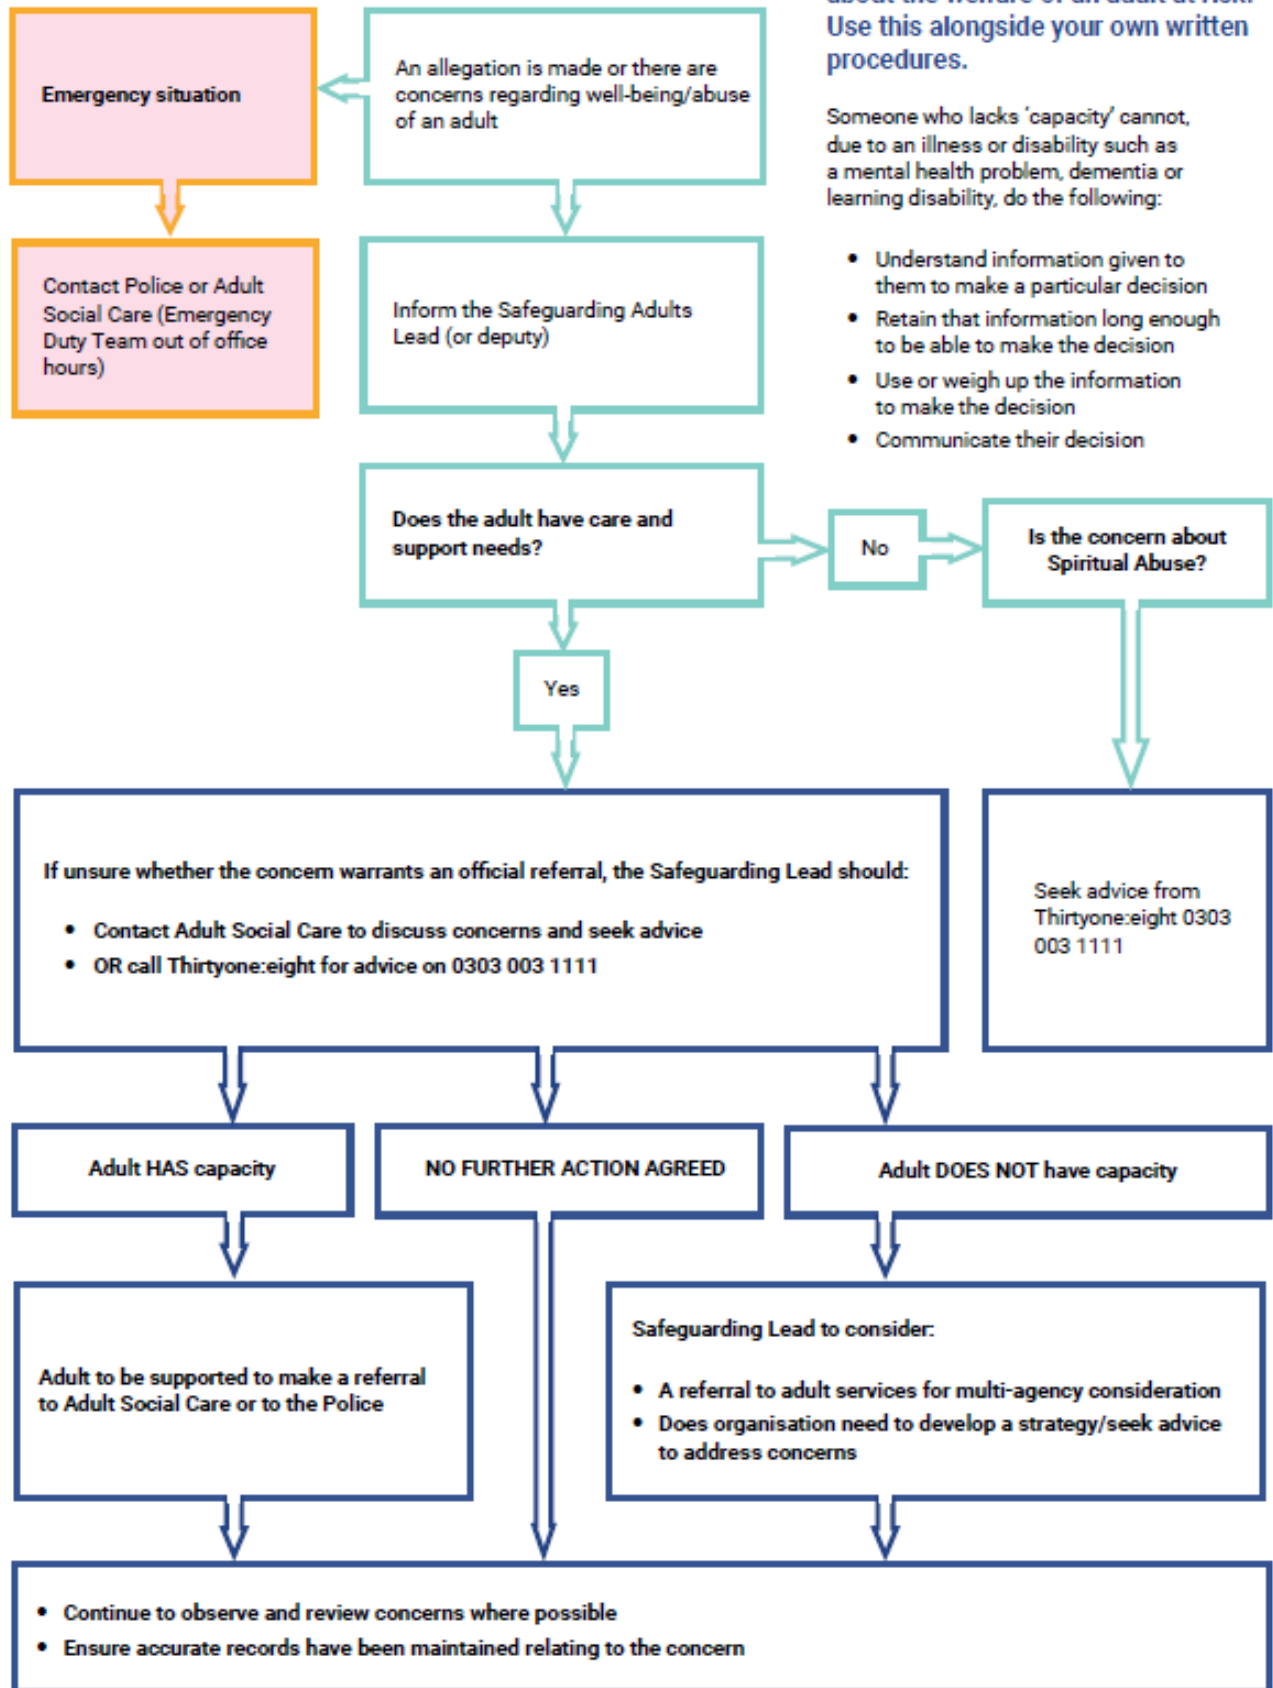 about the welfare of an adult at risk.
Use this alongside your own written
procedures.
Someone who lacks ‘capacity’ cannot,
due to an illness or disability such as
a mental health problem, dementia or
learning disability, do the following:
• Understand information given to
them to make a particular decision
• Retain that information long enough
to be able to make the decision
• Use or weigh up the information
to make the decision
• Communicate their decision
Emergency situation
An allegation is made or there are
concerns regarding well-being/abuse
of an adult
Contact Police or Adult
Social Care (Emergency
Duty Team out of office
hours)
Inform the Safeguarding Adults
Lead (or deputy)
Does the adult have care and
support needs?
No
Is the concern about
Spiritual Abuse?
Yes
If unsure whether the concern warrants an official referral, the Safeguarding Lead should:
• Contact Adult Social Care to discuss concerns and seek advice
• OR call Thirtyone:eight for advice on 0303 003 1111
Seek advice from
Thirtyone:eight 0303
003 1111
Adult HAS capacity
NO FURTHER ACTION AGREED
Adult DOES NOT have capacity
Adult to be supported to make a referral
to Adult Social Care or to the Police
Safeguarding Lead to consider:
• A referral to adult services for multi-agency consideration
• Does organisation need to develop a strategy/seek advice
to address concerns
• Continue to observe and review concerns where possible
• Ensure accurate records have been maintained relating to the concern